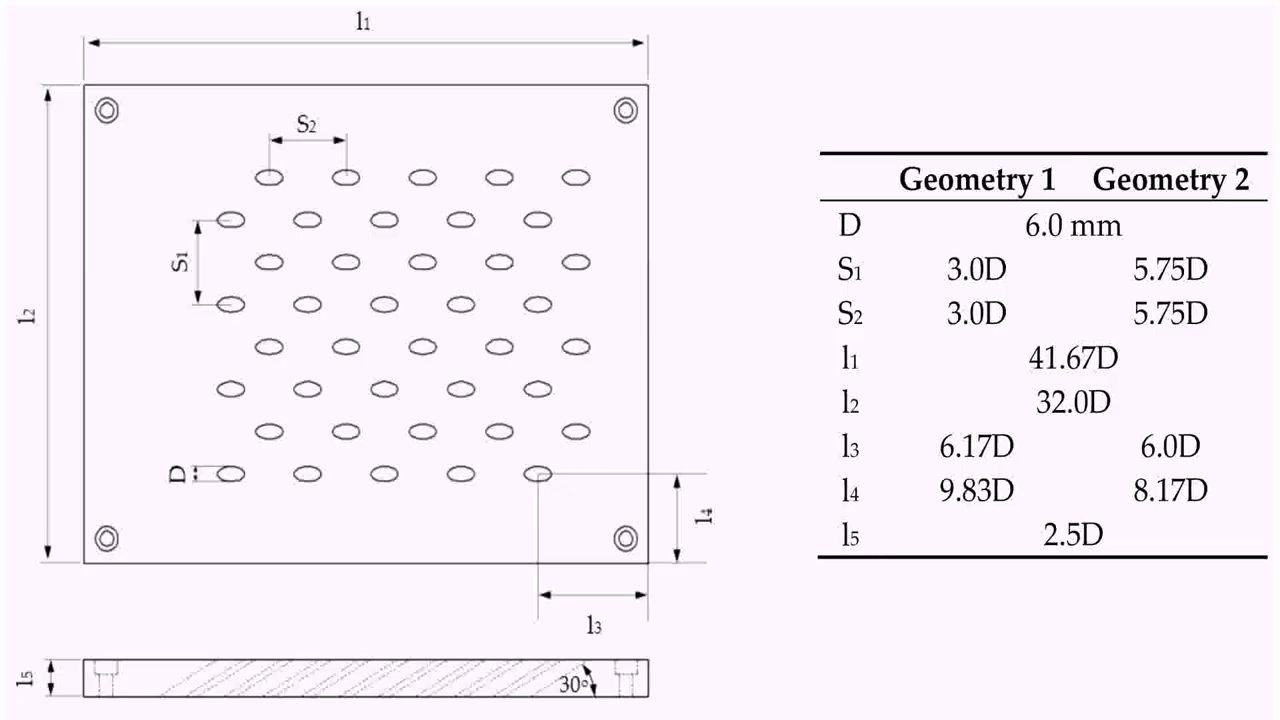 l1
S2
S1
l2
D
l4
l3
l5
30°
Geometry 1 Geometry 2
D 6.0 mm
S1 3.0D 5.75D
S2 3.0D 5.75D
l1 41.67D
l2 32.0D
l3 6.17D 6.0D
l4 9.83D 8.17D
l5 2.5D